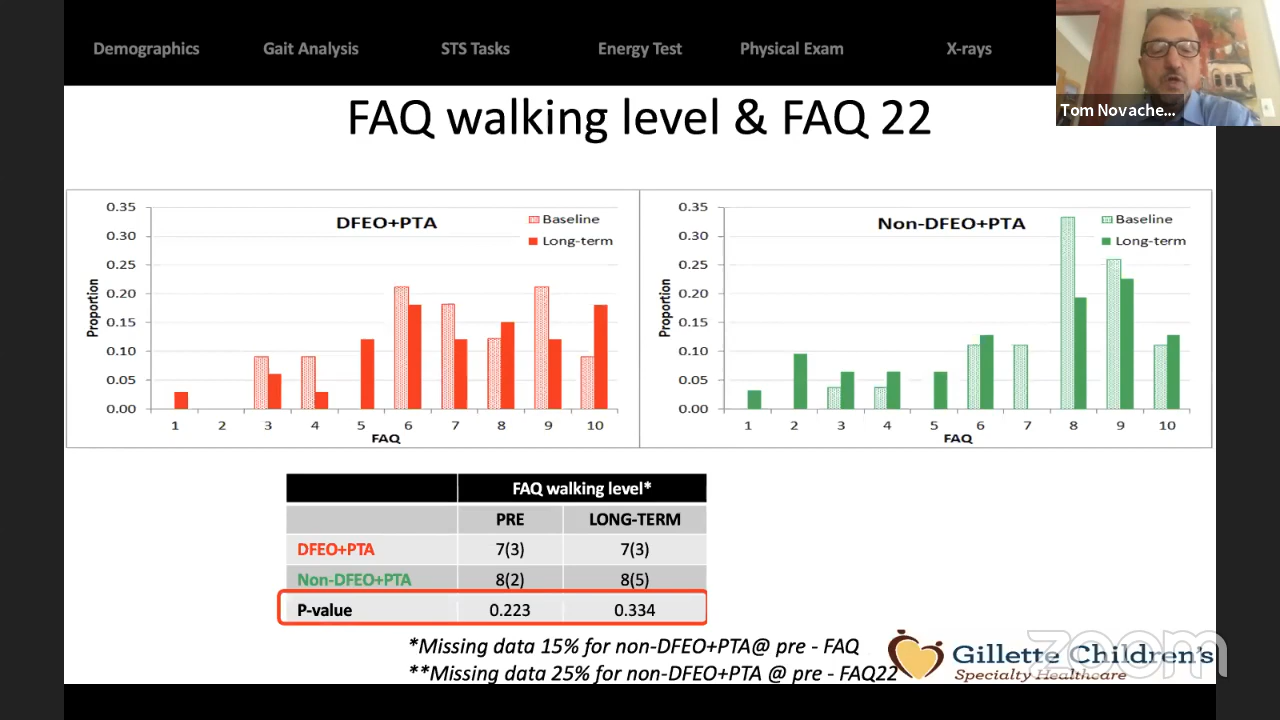 Demographics Gait Analysis STS Tasks Energy Test Physical Exam X-rays
Tom Novache...
FAQ walking level & FAQ 22
DFEO+PTA
Baseline
Long-term
Proportion
0.35
0.30
0.25
0.20
0.15
0.10
0.05
0.00
1 2 3 4 5 6 7 8 9 10
FAQ
Non-DFEO+PTA
Baseline
Long-term
Proportion
0.35
0.30
0.25
0.20
0.15
0.10
0.05
0.00
1 2 3 4 5 6 7 8 9 10
FAQ
FAQ walking level*
PRE LONG-TERM
DFEO+PTA 7(3) 7(3)
Non-DFEO+PTA 8(2) 8(5)
P-value 0.223 0.334
*Missing data 15% for non-DFEO+PTA@ pre - FAQ
**Missing data 25% for non-DFEO+PTA @ pre - FAQ22
Gillette Children's
Specialty Healthcare
zoom